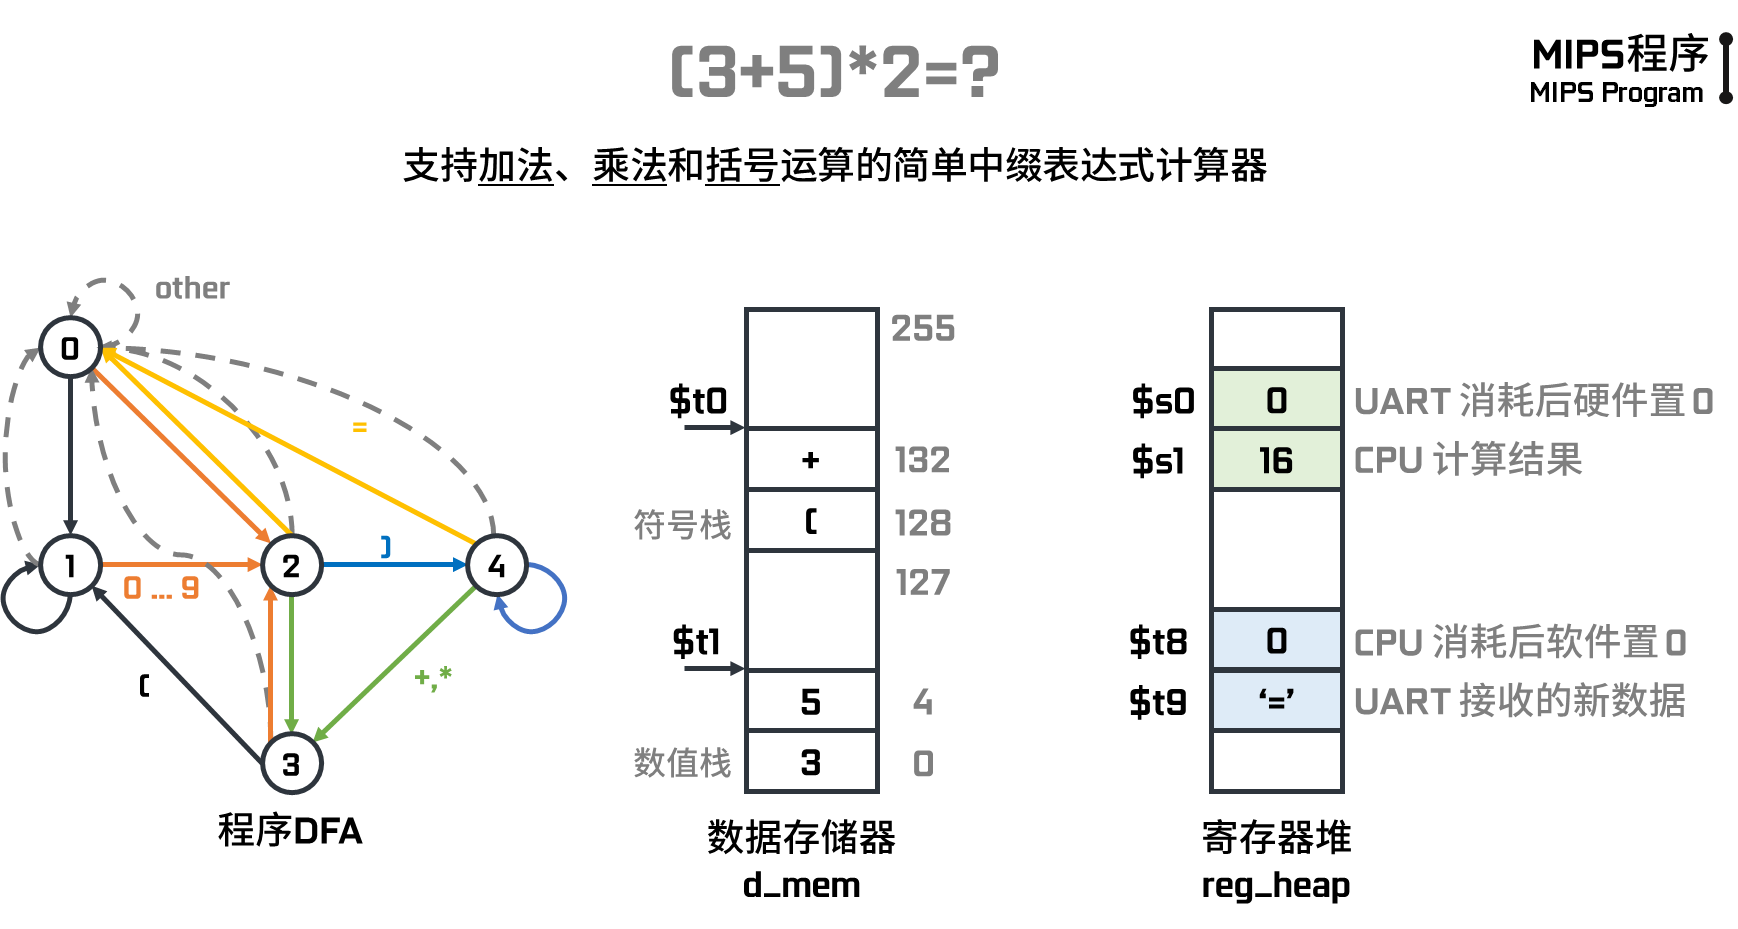 (3+5)*2=?
MIPS程序
MIPS Program
支持加法、乘法和括号运算的简单中缀表达式计算器
other
0
=
1
0 ... 9
2
)
4
(
+,*
3
程序DFA
255
$t0
+
132
符号栈
(
128
127
$t1
5
4
数值栈
3
0
数据存储器
d_mem
$s0
0
UART 消耗后硬件置 0
$s1
16
CPU 计算结果
$t8
0
CPU 消耗后软件置 0
$t9
‘=’
UART 接收的新数据
寄存器堆
reg_heap